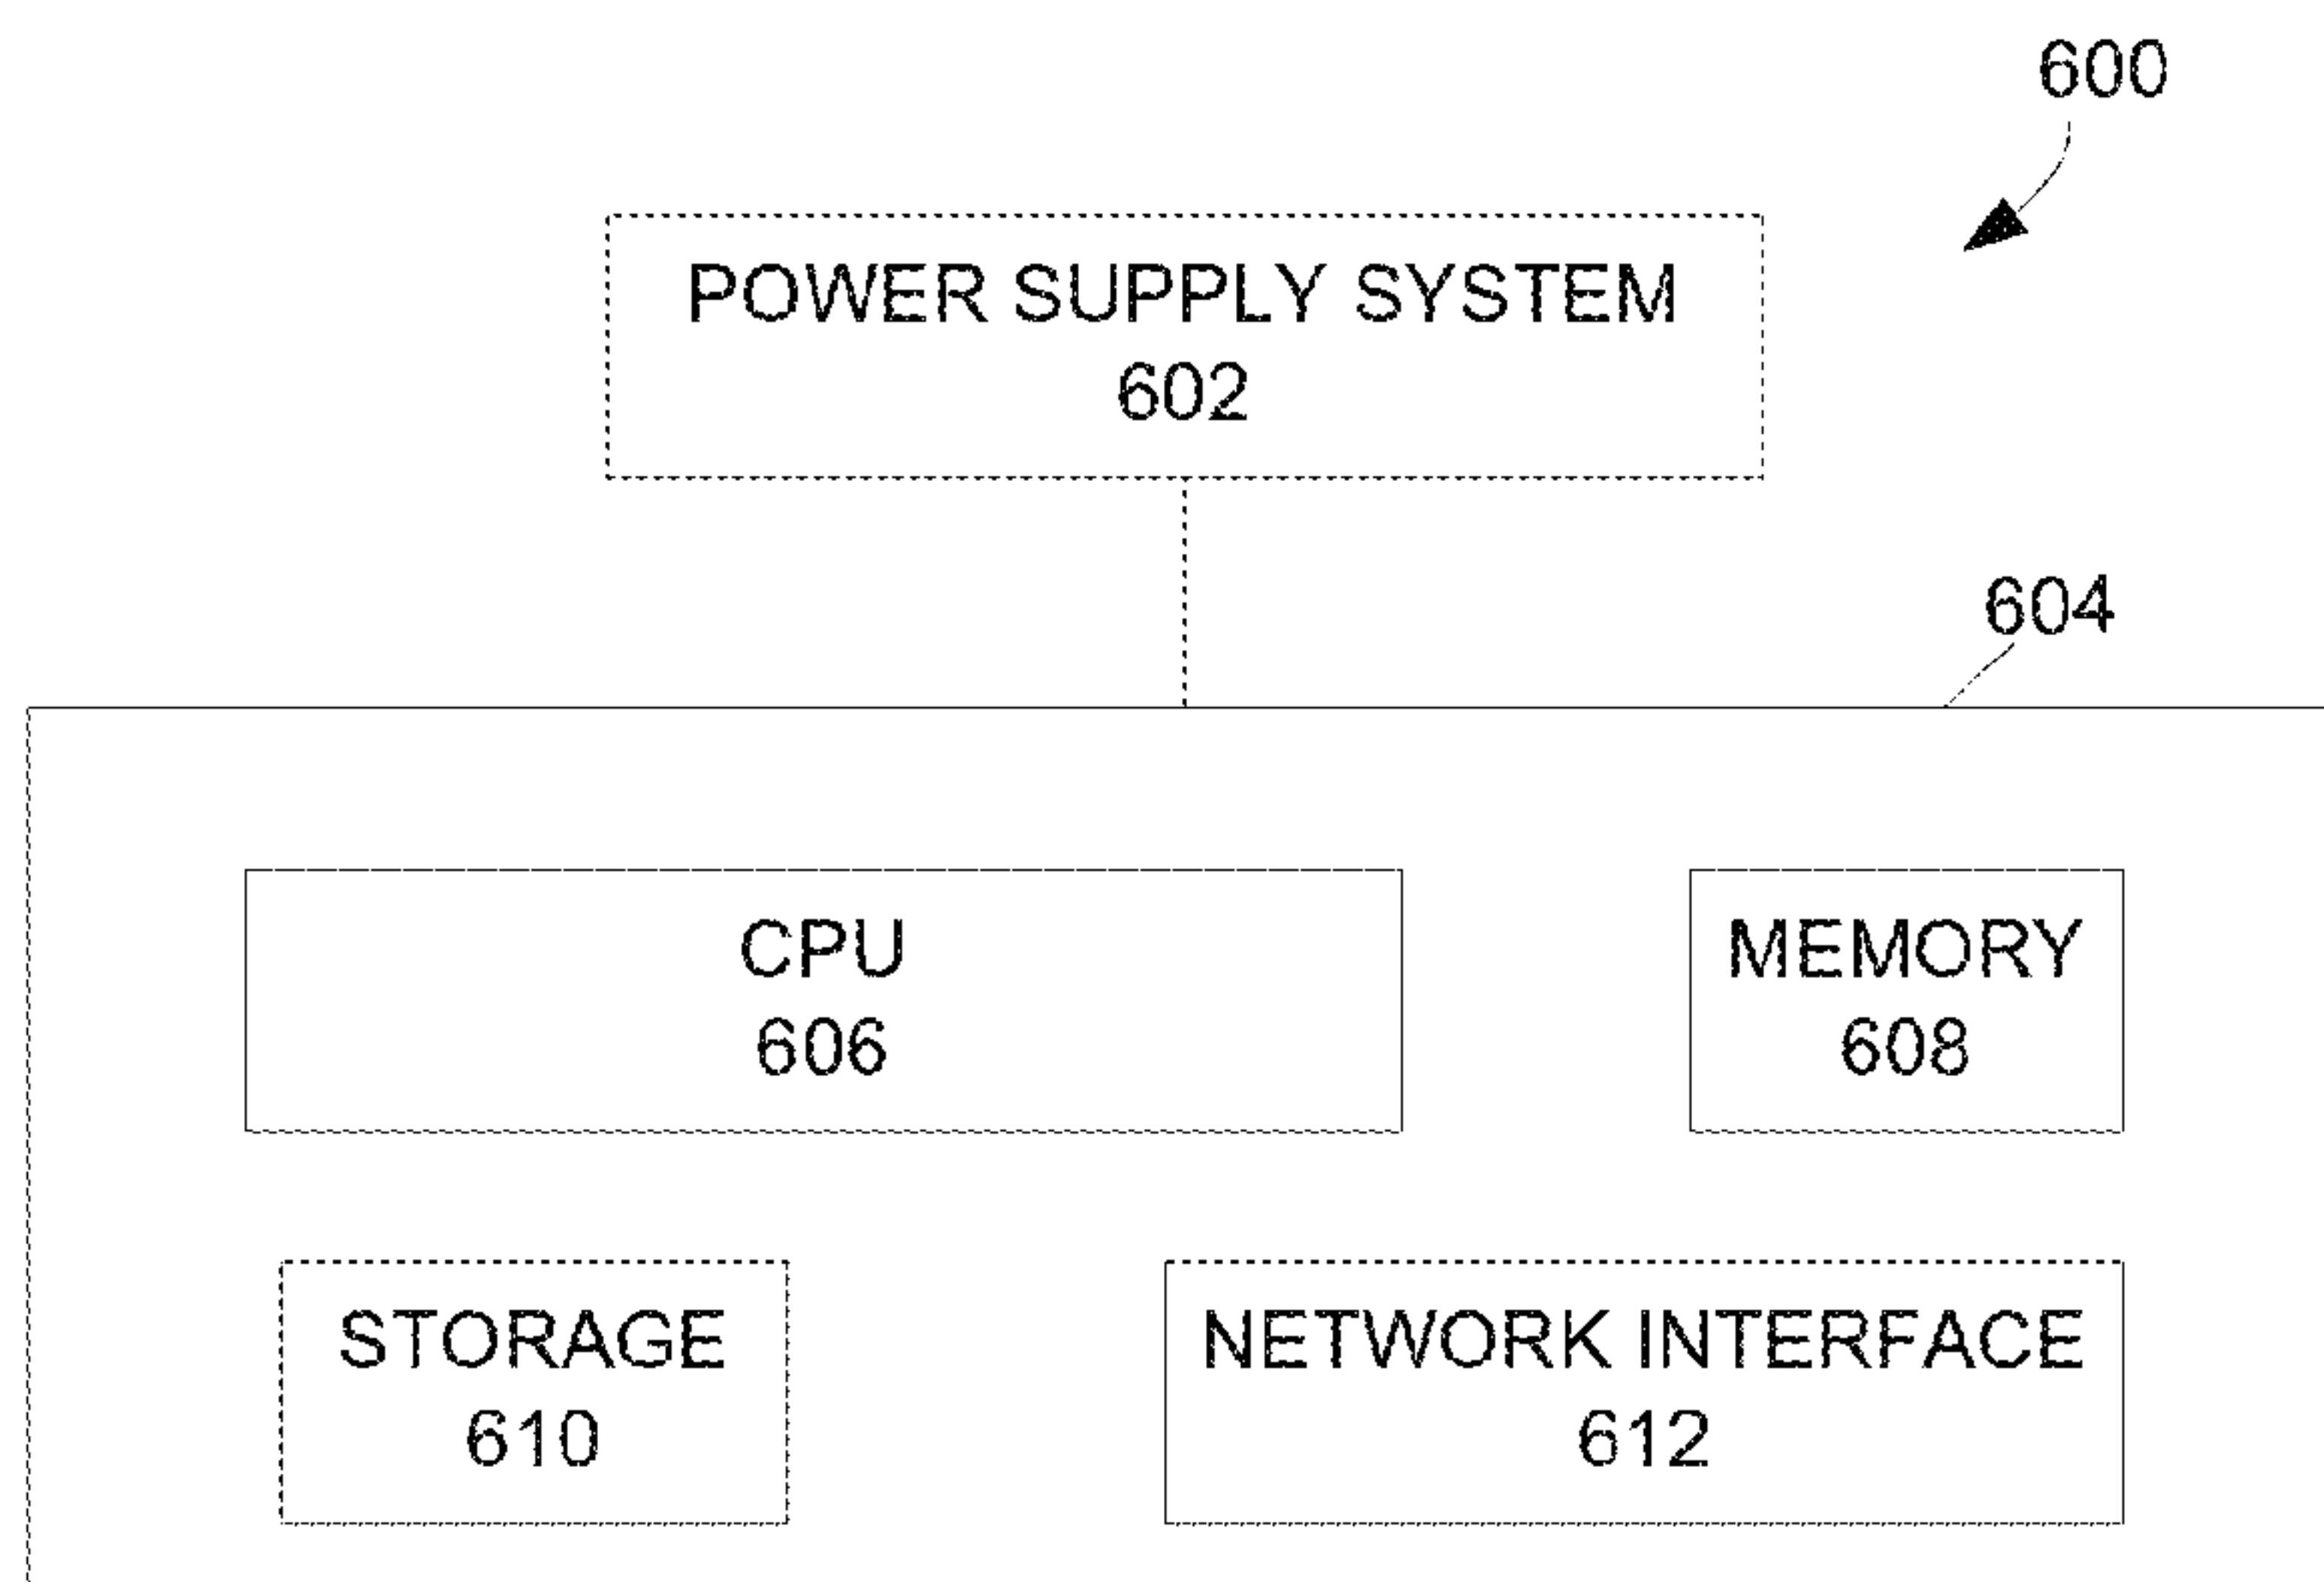 600
POWER SUPPLY SYSTEM
602
604
CPU
606
MEMORY
608
STORAGE
610
NETWORK INTERFACE
612